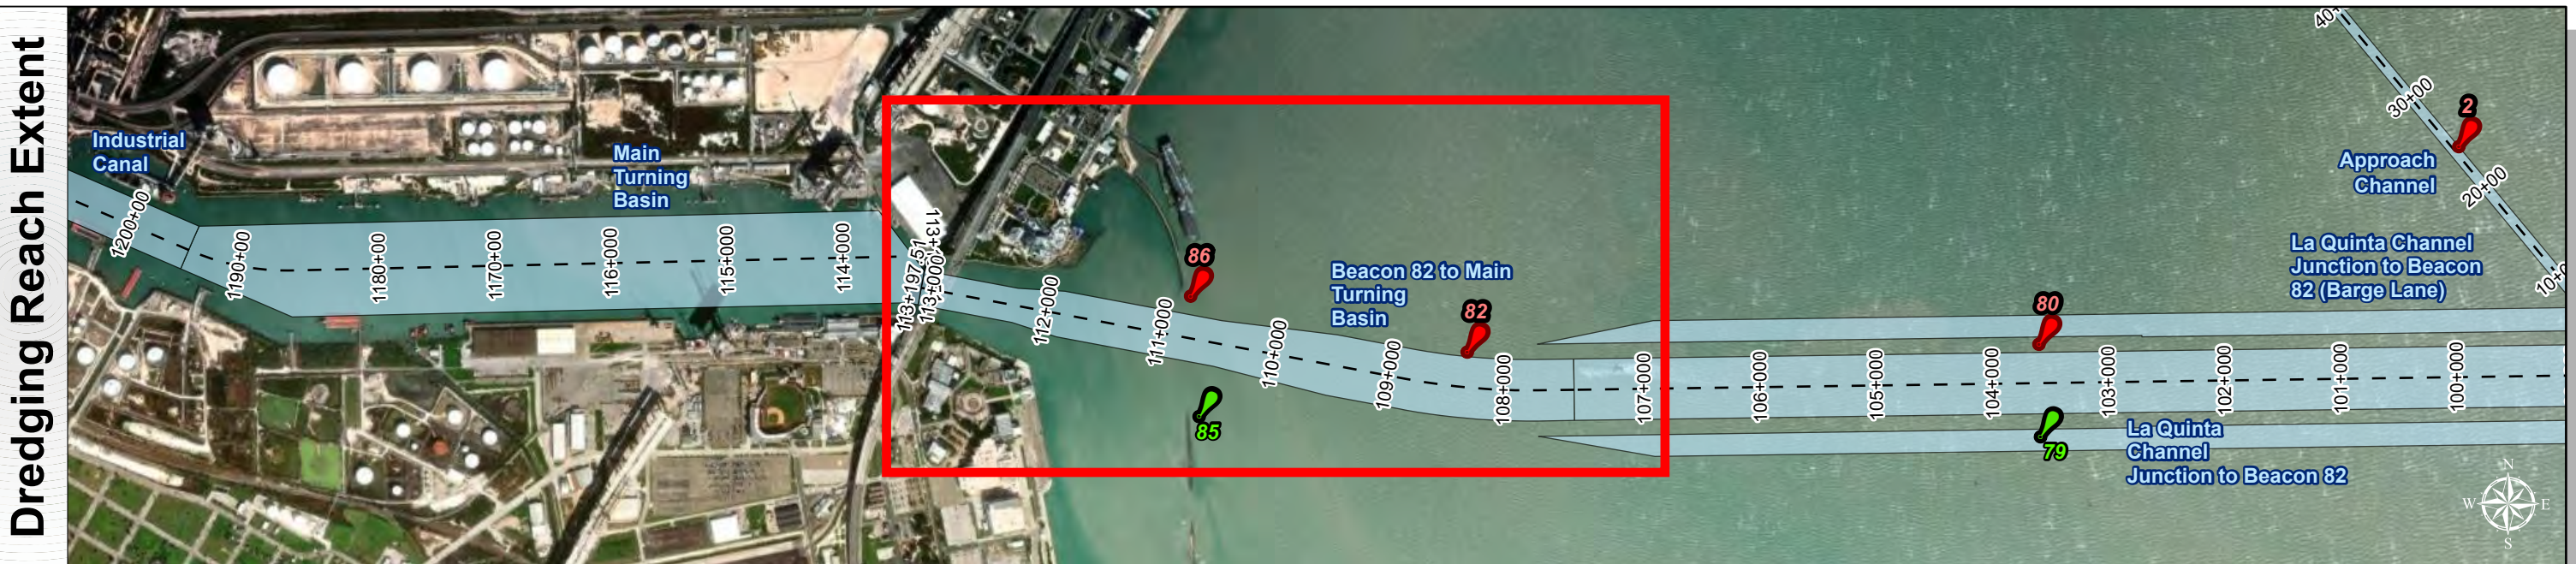 Dredging Reach Extent
Industrial
Canal
Main
Turning
Basin
1200+00
1190+00
1180+00
1170+00
116+000
115+000
114+000
113+197.51
113+000
86
85
Beacon 82 to Main
Turning
Basin
82
112+000
111+000
110+000
109+000
108+000
107+000
106+000
105+000
104+000
103+000
102+000
101+000
100+000
80
79
La Quinta
Channel
Junction to Beacon 82
La Quinta Channel
Junction to Beacon
82 (Barge Lane)
Approach
Channel
2
30+00
20+00
N
W
E
S